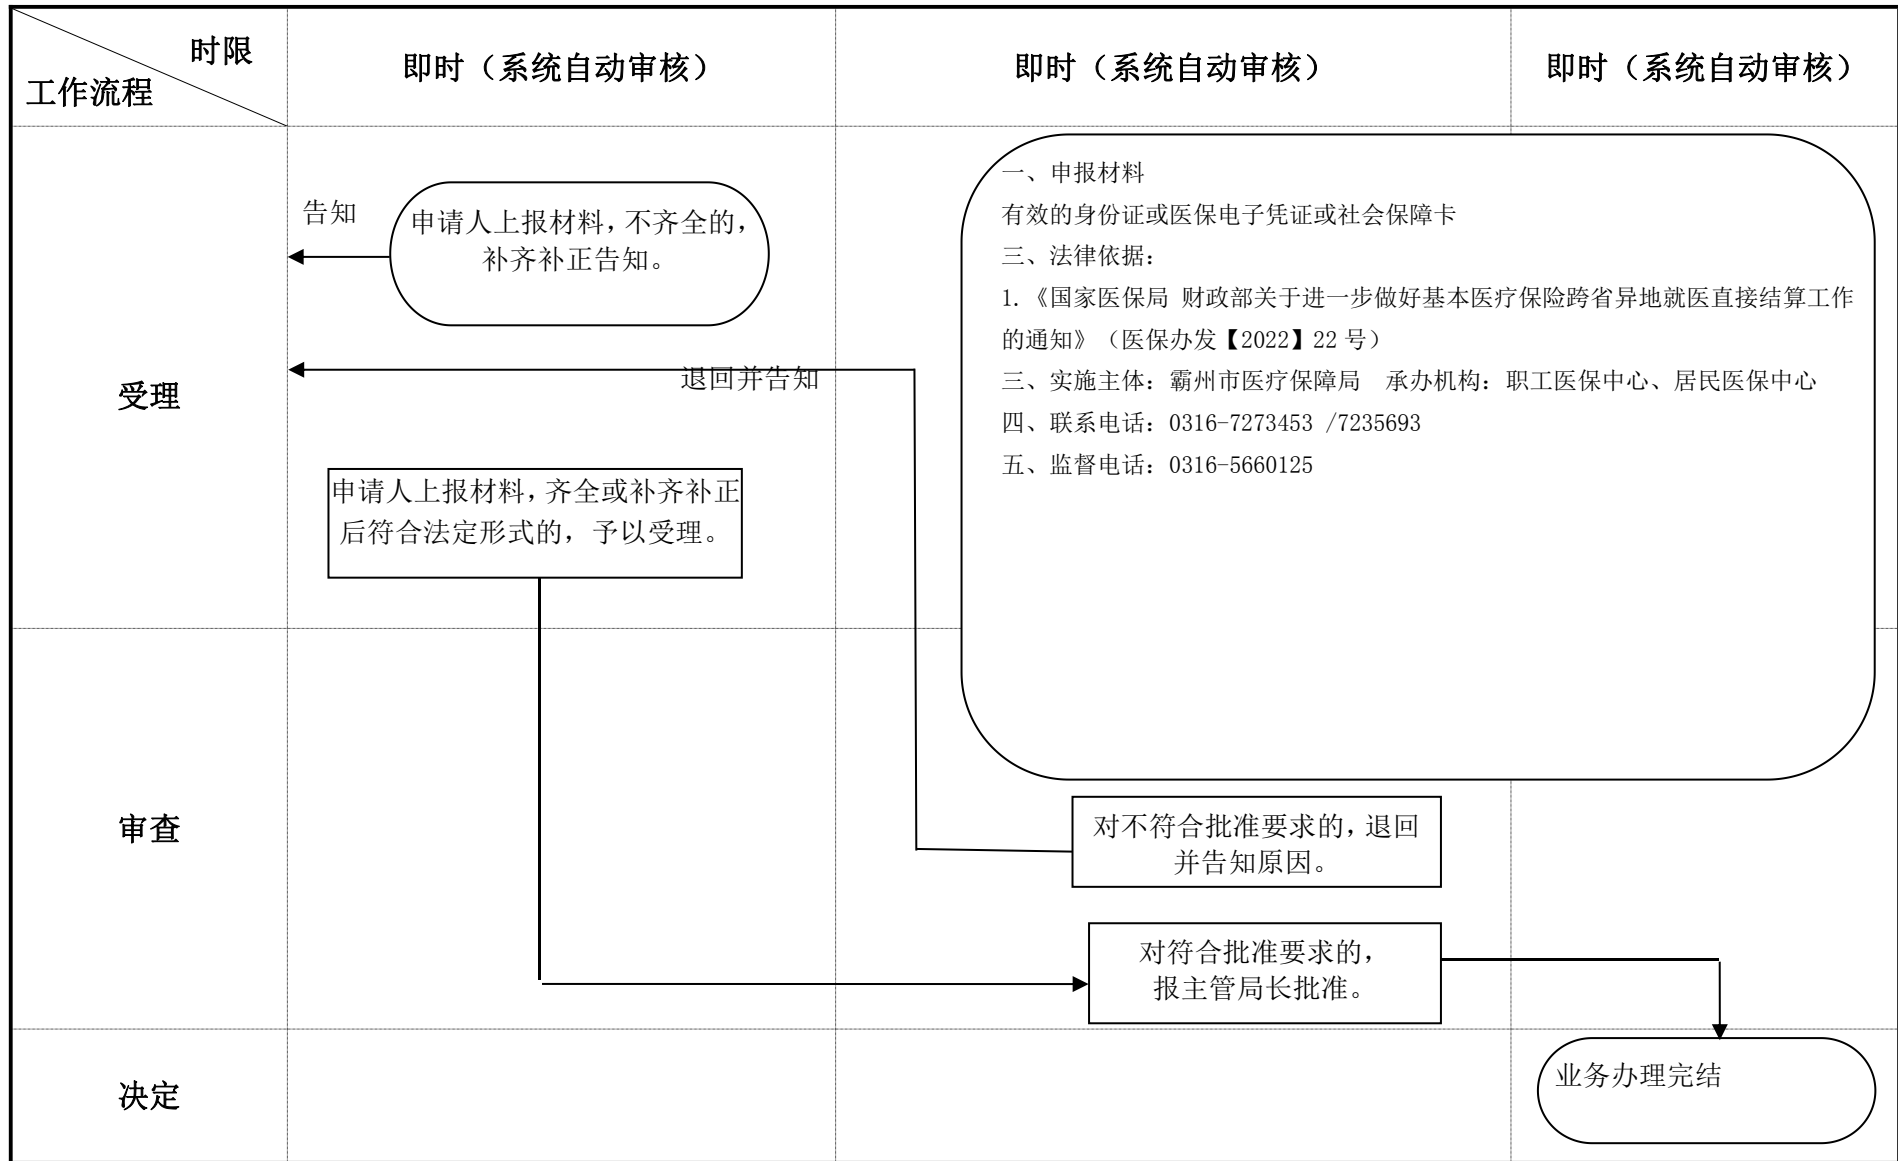 时限
工作流程
即时（系统自动审核）
即时（系统自动审核）
即时（系统自动审核）
受理
告知
申请人上报材料，不齐全的，
补齐补正告知。
退回并告知
申请人上报材料，齐全或补齐补正
后符合法定形式的，予以受理。
一、申报材料
有效的身份证或医保电子凭证或社会保障卡
三、法律依据：
1.《国家医保局 财政部关于进一步做好基本医疗保险跨省异地就医直接结算工作
的通知》（医保办发【2022】22 号）
三、实施主体：霸州市医疗保障局　承办机构：职工医保中心、居民医保中心
四、联系电话：0316-7273453 /7235693
五、监督电话：0316-5660125
审查
对不符合批准要求的，退回
并告知原因。
对符合批准要求的，
报主管局长批准。
决定
业务办理完结